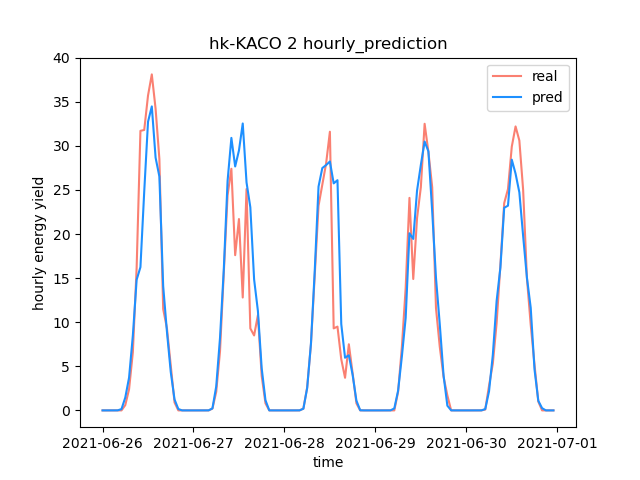 hk-KACO 2 hourly_prediction
real
pred
40
35
30
25
20
15
10
5
0
hourly energy yield
2021-06-26 2021-06-27 2021-06-28 2021-06-29 2021-06-30 2021-07-01
time